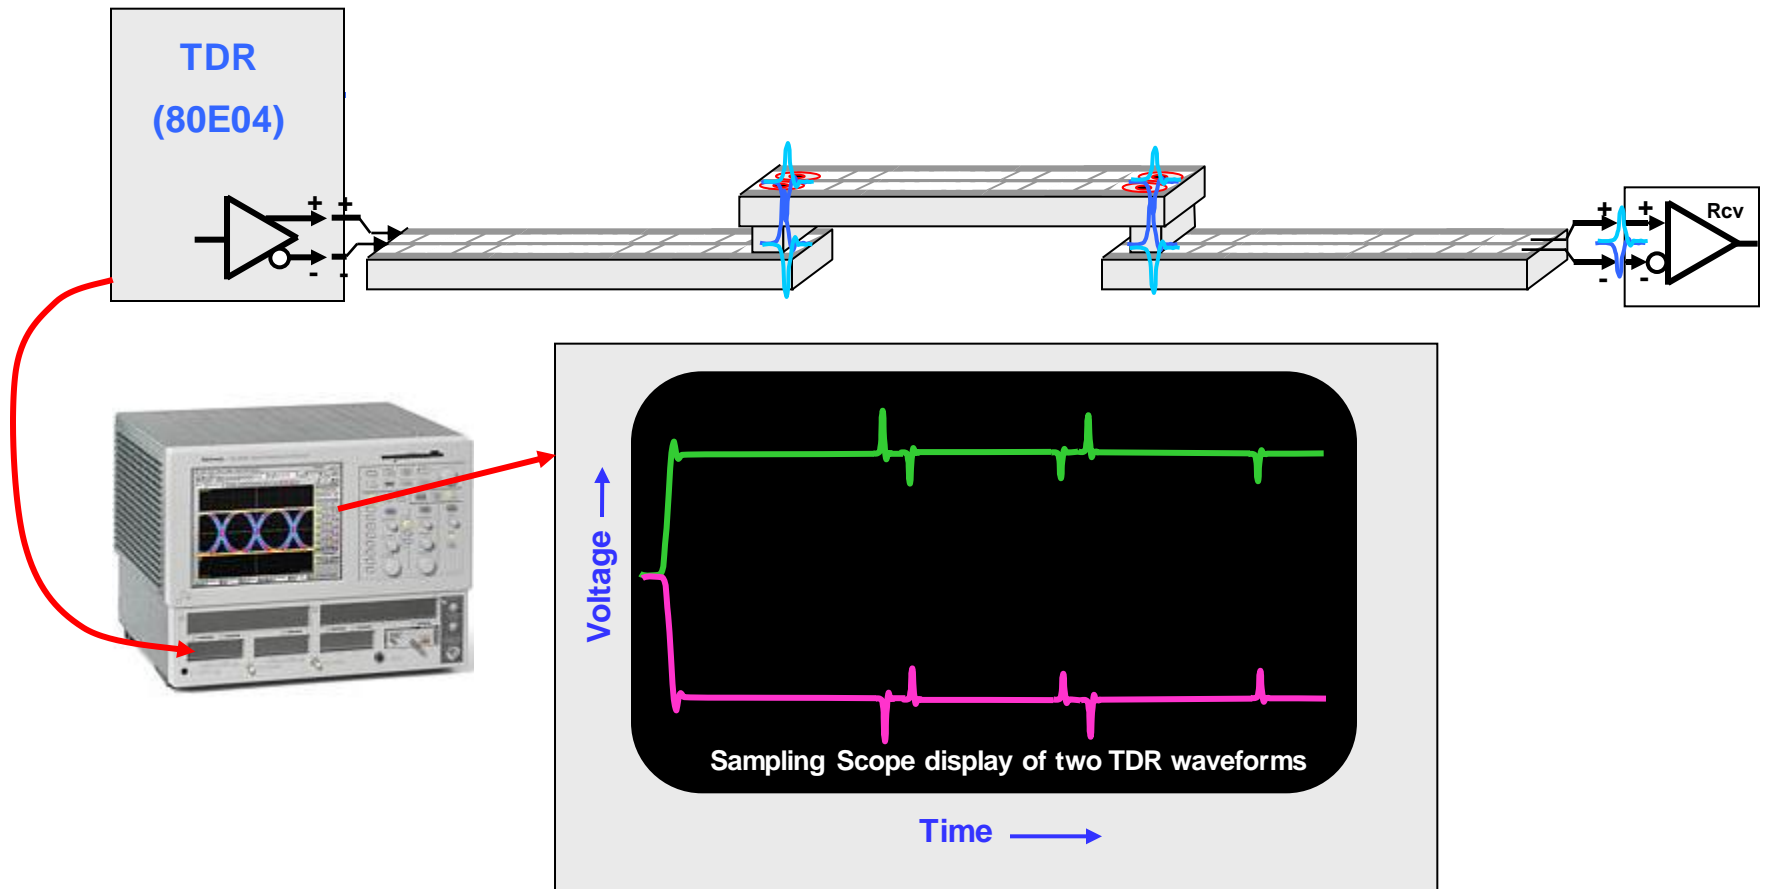 TDR
(80E04)
+ +
- -
+ +
Rcv
- -
Voltage
Sampling Scope display of two TDR waveforms
Time